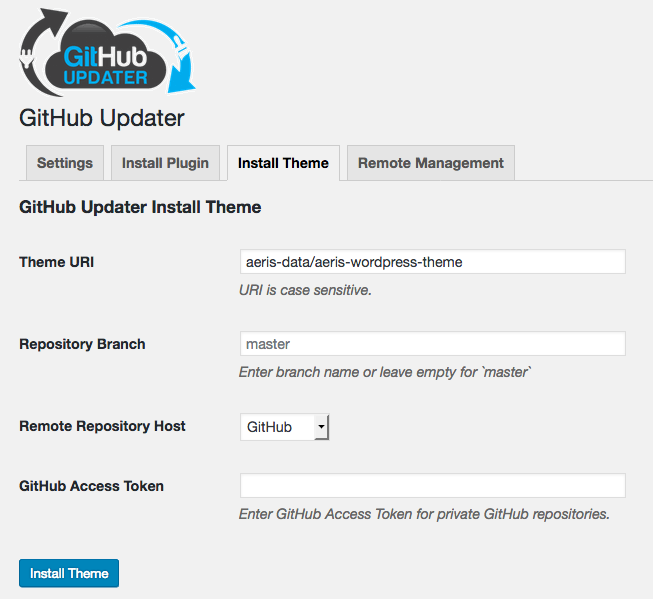 GitHub
UPDATER
GitHub Updater
Settings
Install Plugin
Install Theme
Remote Management
GitHub Updater Install Theme
Theme URI
aeris-data/aeris-wordpress-theme
URI is case sensitive.
Repository Branch
master
Enter branch name or leave empty for `master`
Remote Repository Host
GitHub
GitHub Access Token
Enter GitHub Access Token for private GitHub repositories.
Install Theme